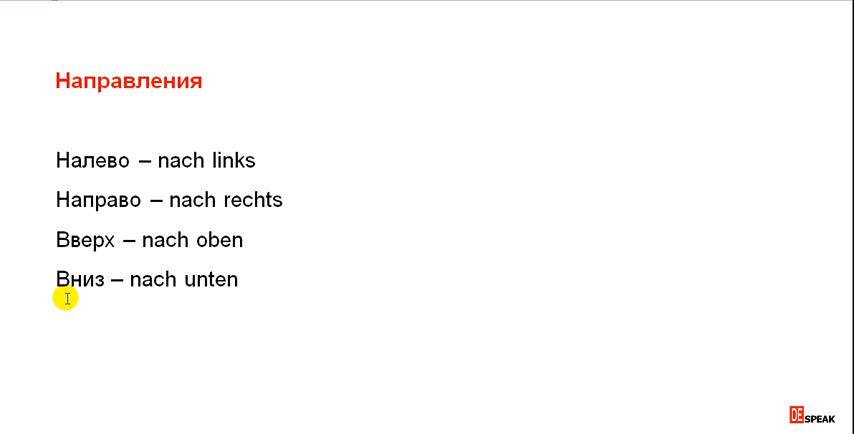 Направления
Налево – nach links
Направо – nach rechts
Вверх – nach oben
Вниз – nach unten
DE SPEAK